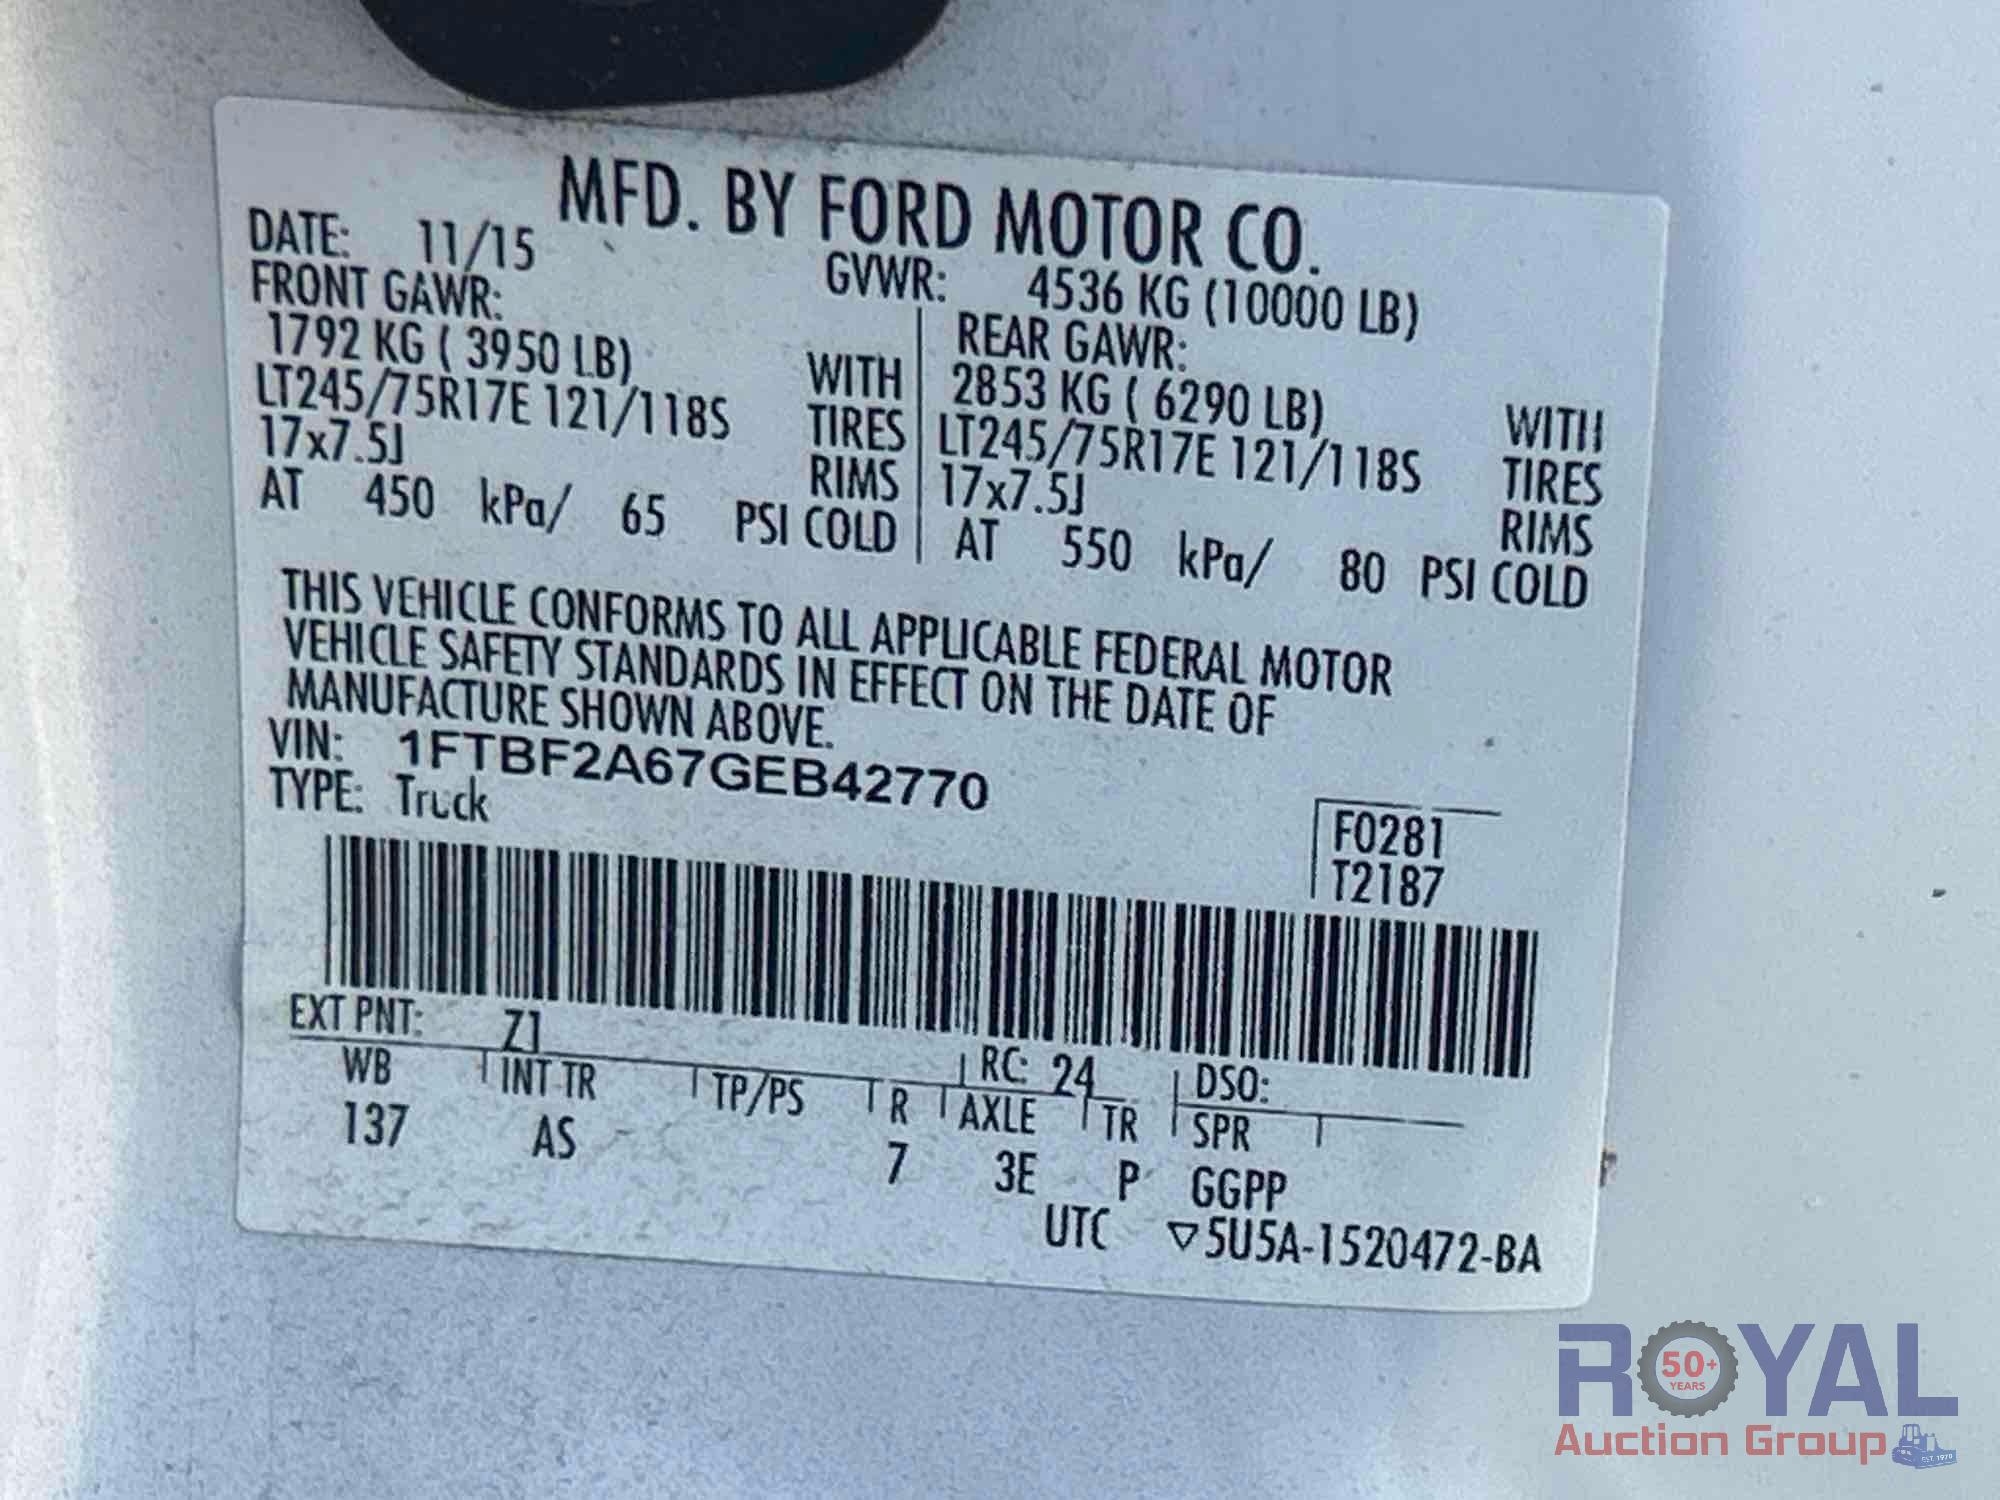 MFD. BY FORD MOTOR CO.
DATE: 11/15 GVWR: 4536 KG (10000 LB)
FRONT GAWR: REAR GAWR:
1792 KG ( 3950 LB) WITH 2853 KG ( 6290 LB) WITH
LT245/75R17E 121/118S TIRES LT245/75R17E 121/118S TIRES
17x7.5J RIMS 17x7.5J RIMS
AT 450 kPa/ 65 PSI COLD AT 550 kPa/ 80 PSI COLD
THIS VEHICLE CONFORMS TO ALL APPLICABLE FEDERAL MOTOR
VEHICLE SAFETY STANDARDS IN EFFECT ON THE DATE OF
MANUFACTURE SHOWN ABOVE.
VIN: 1FTBF2A67GEB42770
TYPE: Truck
F0281
T2187
EXT PNT: Z1 RC: 24 DSO:
WB INT TR TP/PS R AXLE TR SPR
137 AS 7 3E P GGPP
UTC ▽5U5A-1520472-BA
ROYAL
50+
YEARS
Auction Group
EST. 1970